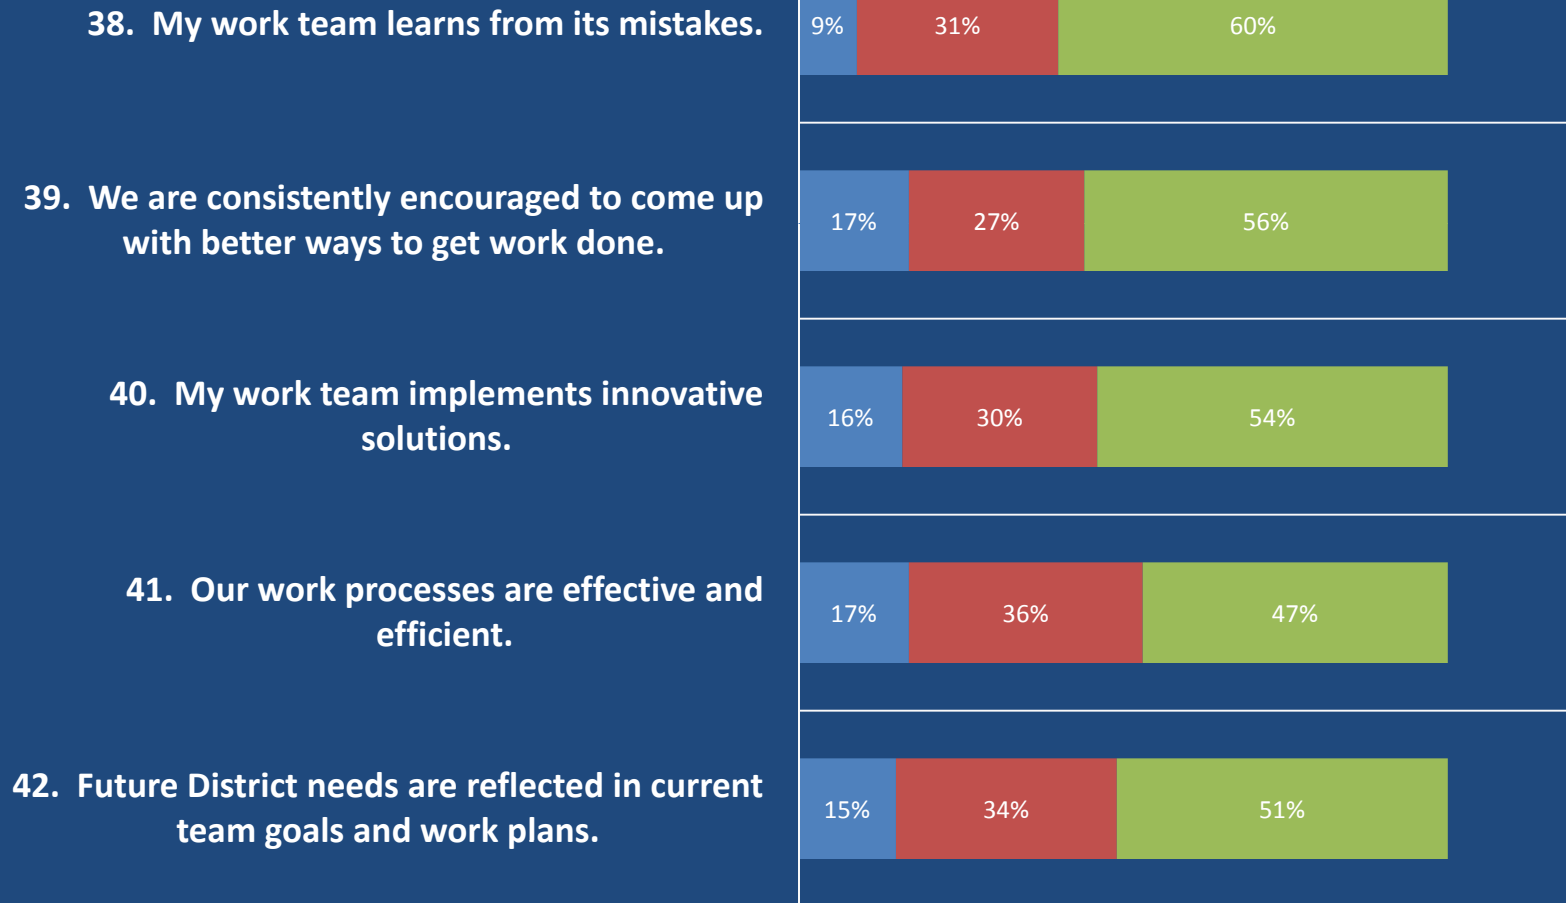 38.  My work team learns from its mistakes.
9% 31% 60%
39.  We are consistently encouraged to come up
with better ways to get work done.
17% 27% 56%
40.  My work team implements innovative
solutions.
16% 30% 54%
41.  Our work processes are effective and
efficient.
17% 36% 47%
42.  Future District needs are reflected in current
team goals and work plans.
15% 34% 51%